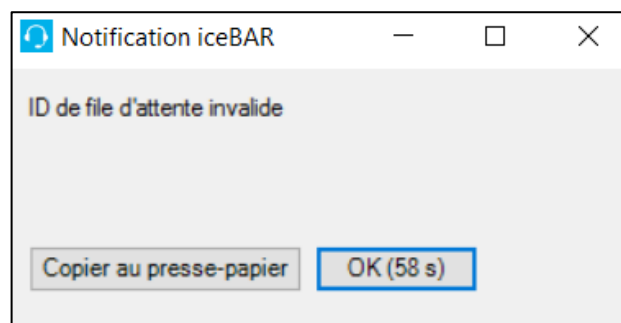 Notification iceBAR
ID de file d'attente invalide
Copier au presse-papier OK (58 s)